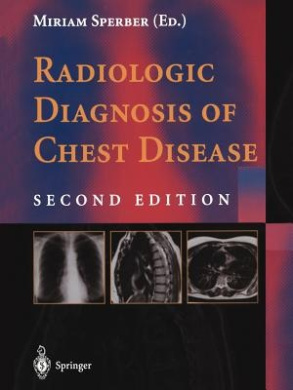 MIRIAM SPERBER (ED.)
RADIOLOGIC
DIAGNOSIS OF
CHEST DISEASE
SECOND EDITION
Springer